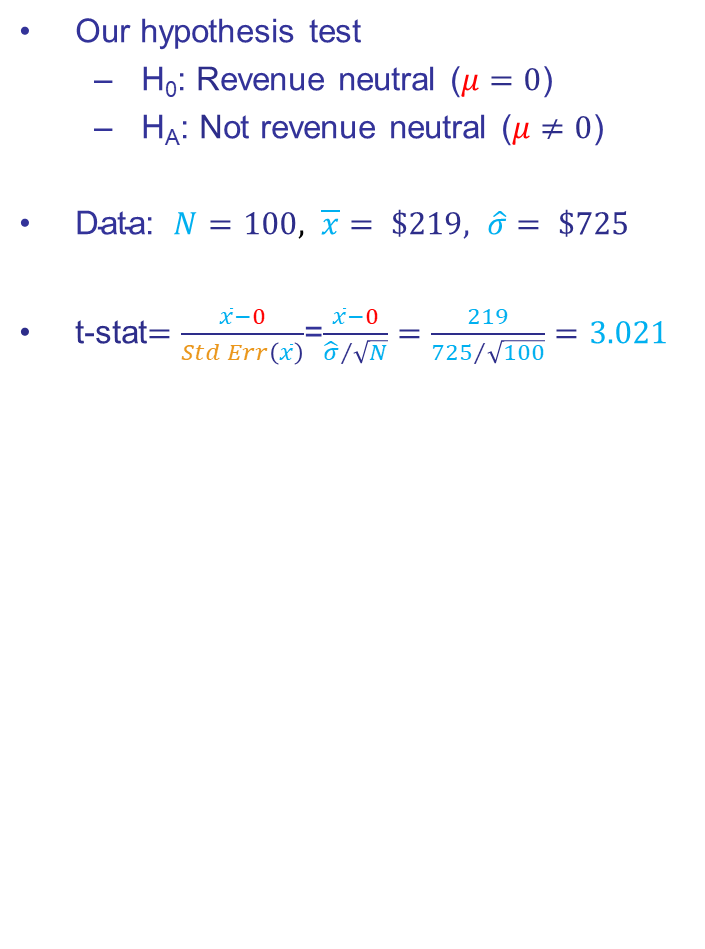 • Our hypothesis test
– H₀: Revenue neutral (μ = 0)
– H_A: Not revenue neutral (μ ≠ 0)
• Data: N = 100, x̅ = $219, σ̂ = $725
• t-stat= (x̄−0)/(Std Err(x̄)) = (x̄−0)/(σ̂/√N) = 219/(725/√100) = 3.021